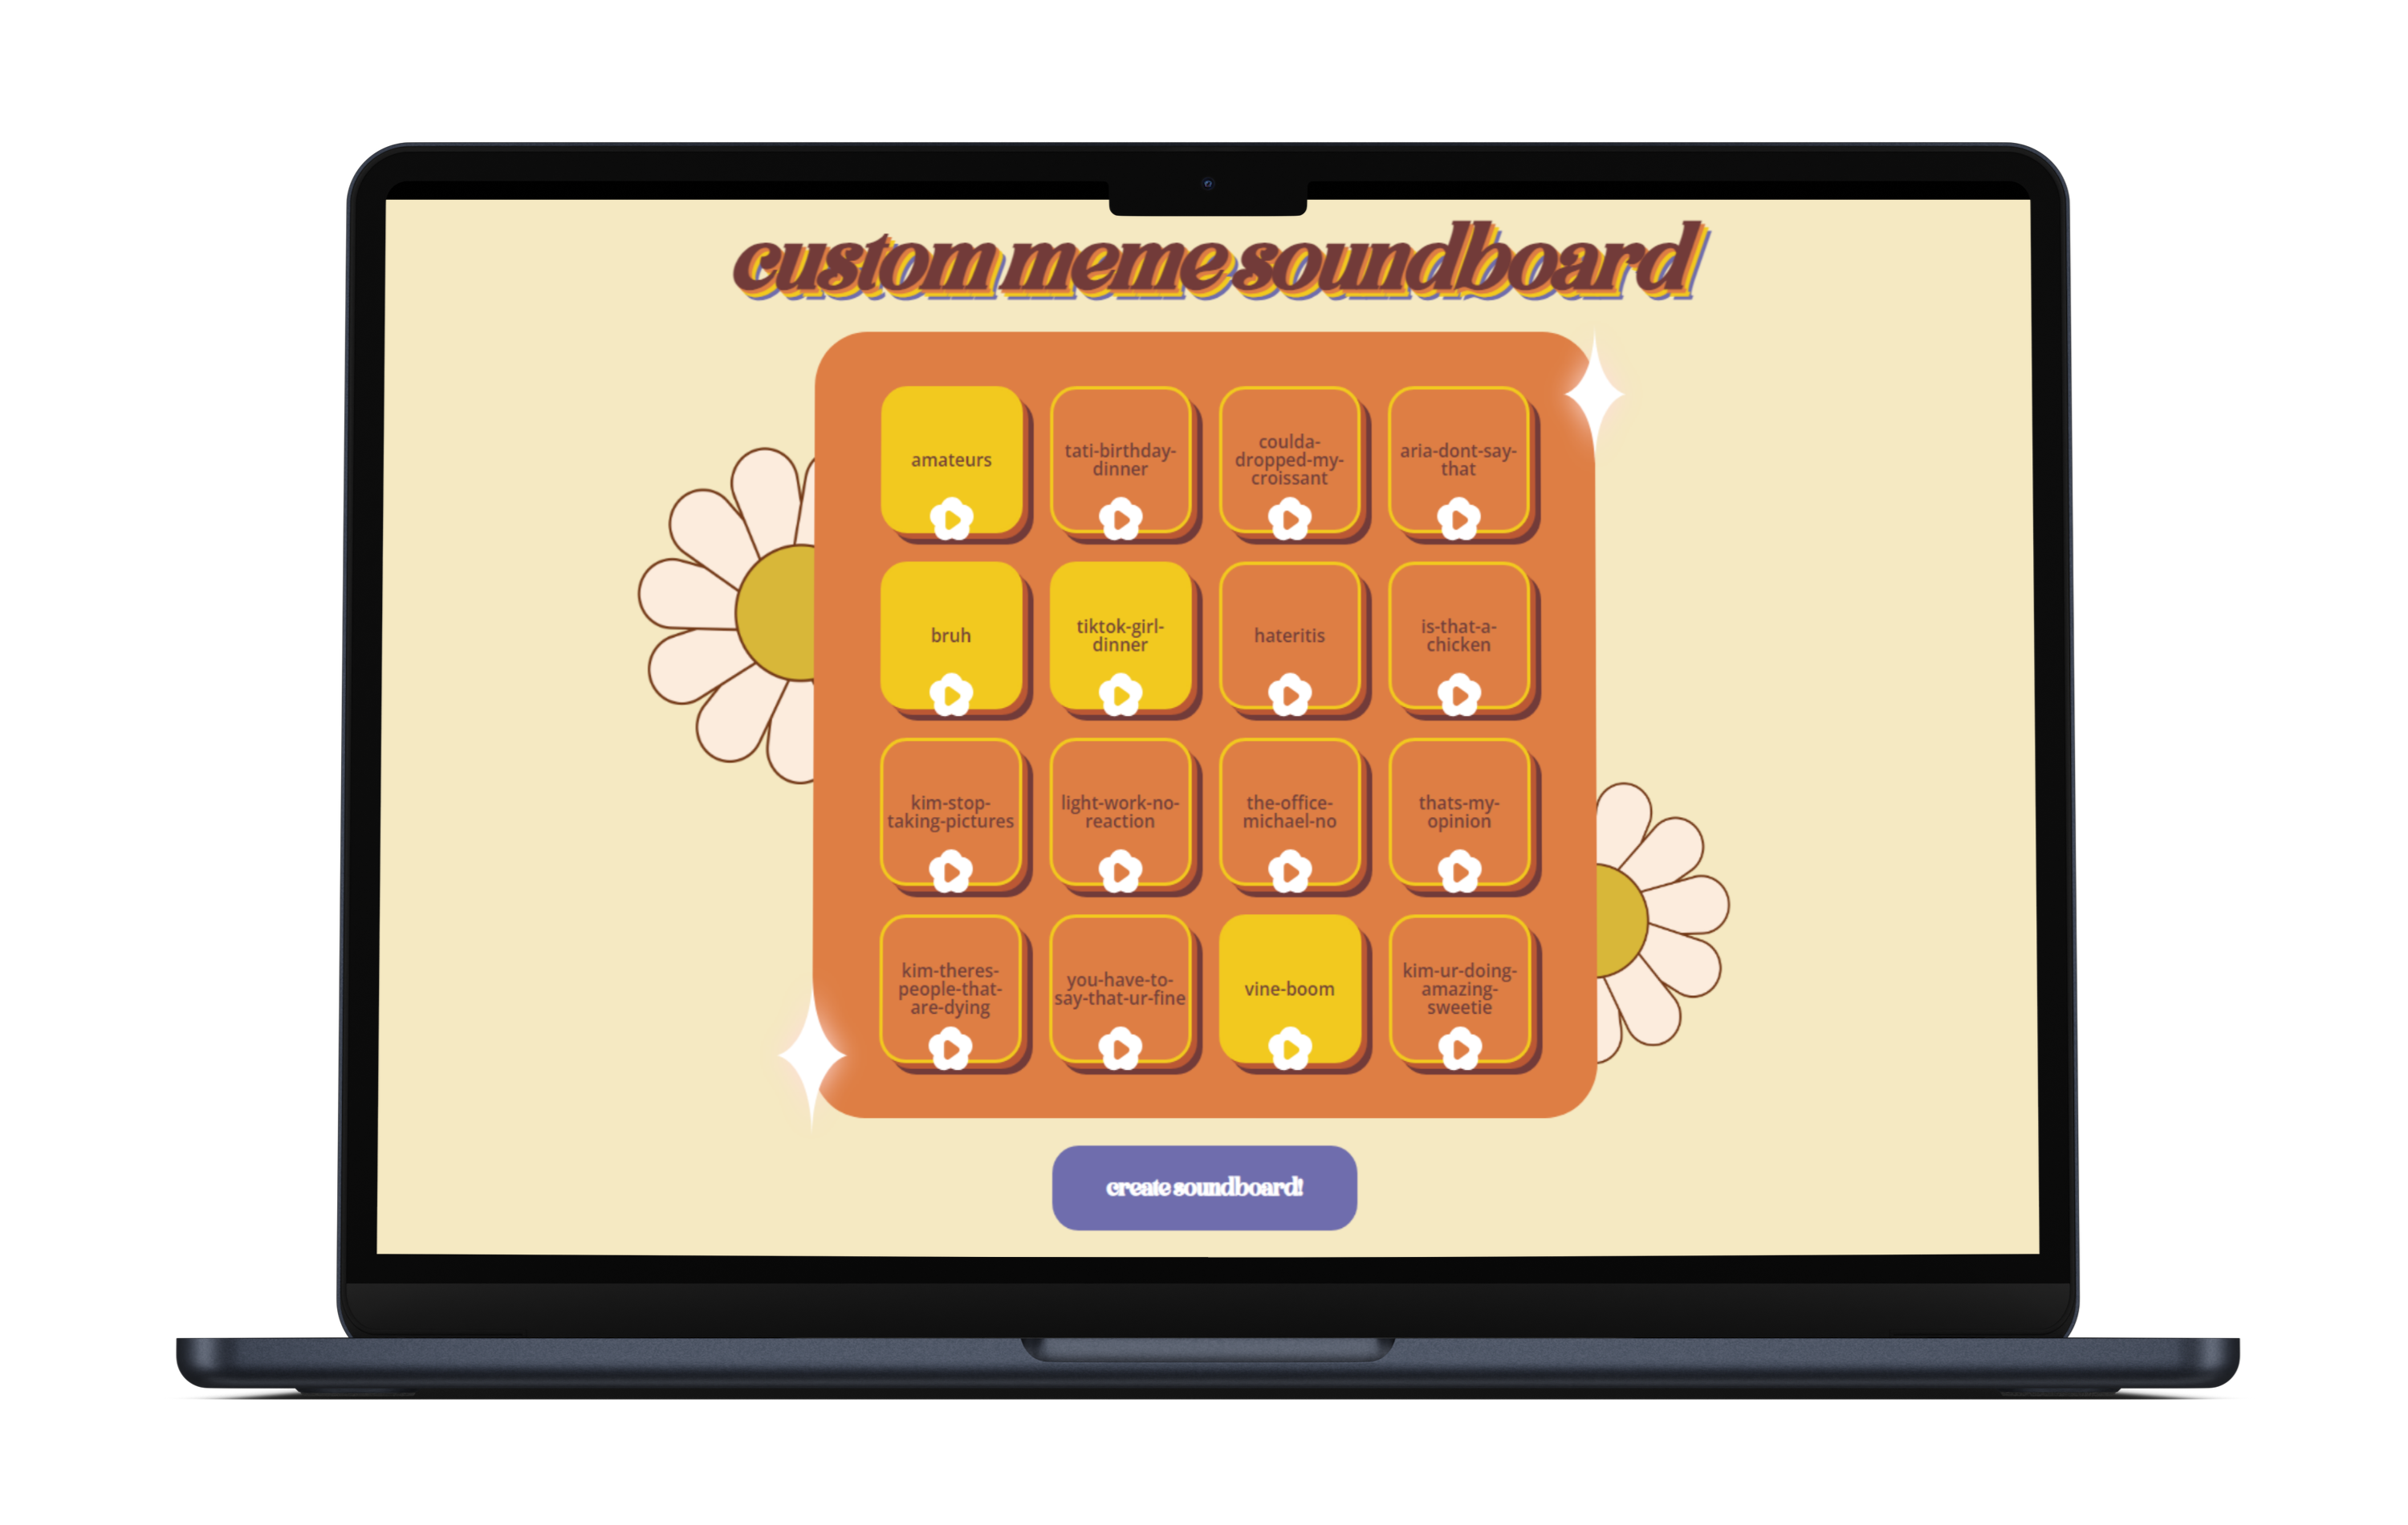 custom meme soundboard
amateurs
tati-birthday-
dinner
coulda-
dropped-my-
croissant
aria-dont-say-
that
bruh
tiktok-girl-
dinner
hateritis
is-that-a-
chicken
kim-stop-
taking-pictures
light-work-no-
reaction
the-office-
michael-no
thats-my-
opinion
kim-theres-
people-that-
are-dying
you-have-to-
say-that-ur-fine
vine-boom
kim-ur-doing-
amazing-
sweetie
create soundboard!